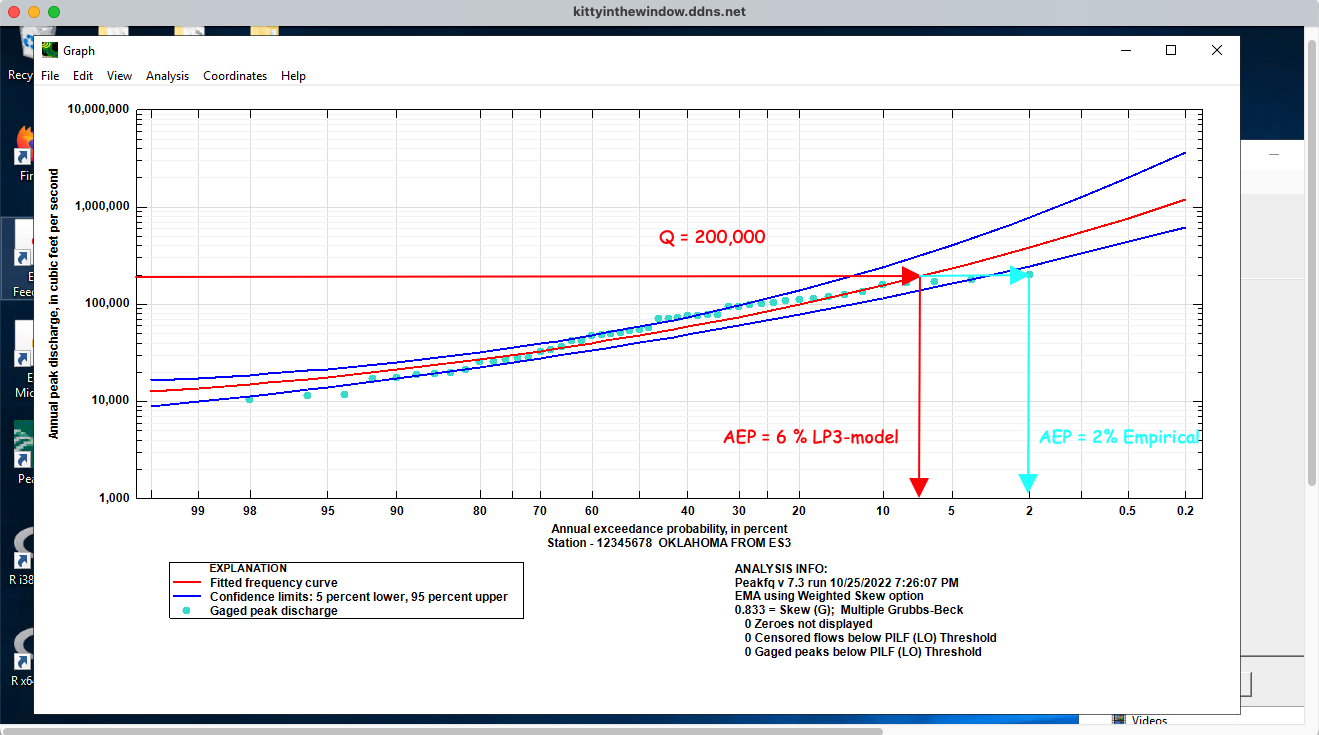 kittyinthewindow.ddns.net
Recy
Graph
File Edit View Analysis Coordinates Help
10,000,000
1,000,000
100,000
10,000
1,000
Annual peak discharge, in cubic feet per second
Q = 200,000
AEP = 6 % LP3-model
AEP = 2% Empirical
99 98 95 90 80 70 60 40 30 20 10 5 2 0.5 0.2
Annual exceedance probability, in percent
Station - 12345678 OKLAHOMA FROM ES3
EXPLANATION
Fitted frequency curve
Confidence limits: 5 percent lower, 95 percent upper
Gaged peak discharge
ANALYSIS INFO:
Peakfq v 7.3 run 10/25/2022 7:26:07 PM
EMA using Weighted Skew option
0.833 = Skew (G); Multiple Grubbs-Beck
0 Zeroes not displayed
0 Censored flows below PILF (LO) Threshold
0 Gaged peaks below PILF (LO) Threshold
Fir
E
Feed
E
Mic
Pea
R i38
R x64
Videos